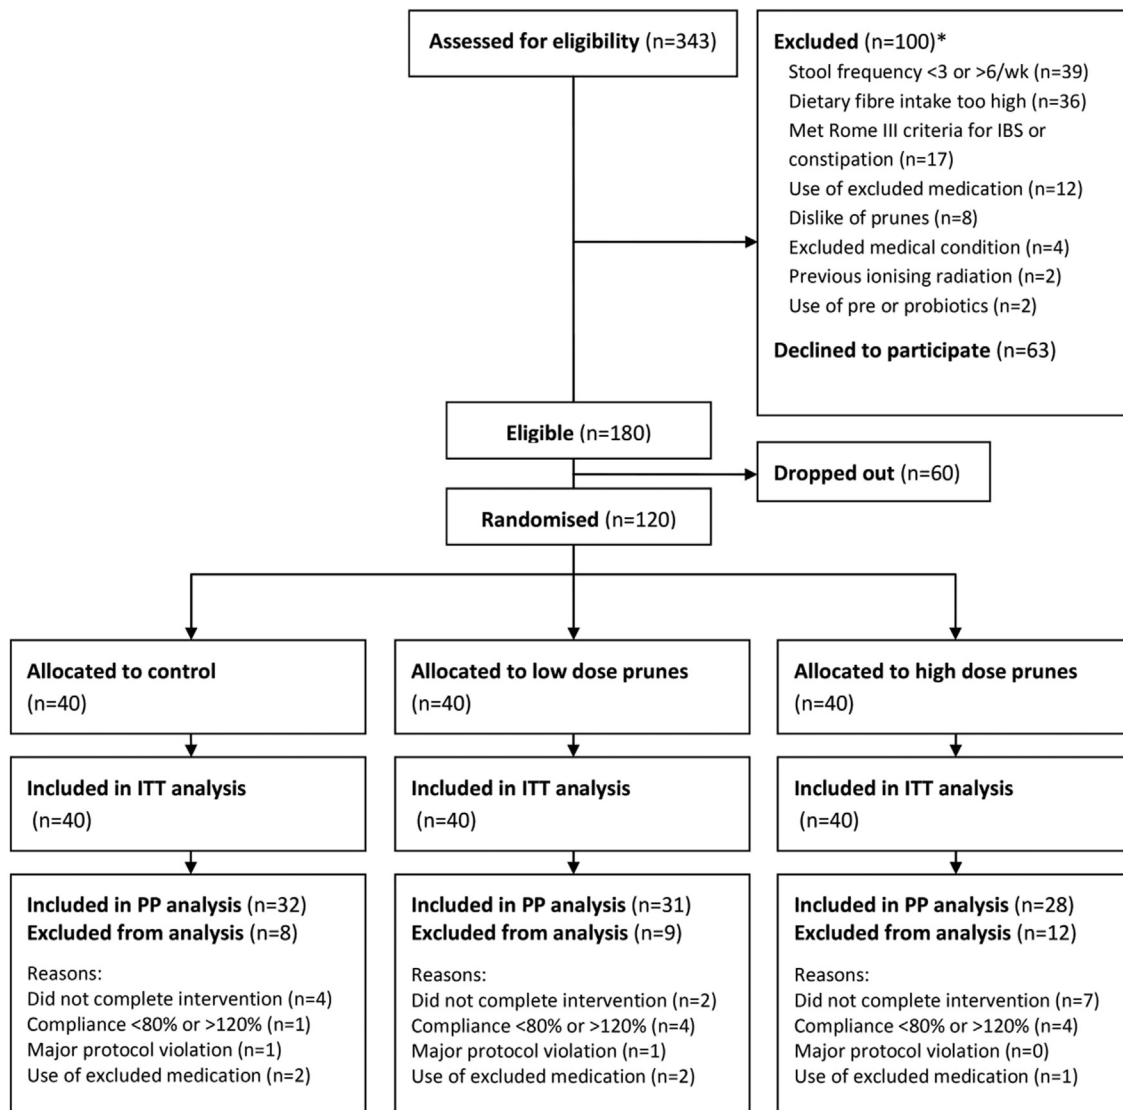 Assessed for eligibility (n=343)
Excluded (n=100)*
Stool frequency <3 or >6/wk (n=39)
Dietary fibre intake too high (n=36)
Met Rome III criteria for IBS or
constipation (n=17)
Use of excluded medication (n=12)
Dislike of prunes (n=8)
Excluded medical condition (n=4)
Previous ionising radiation (n=2)
Use of pre or probiotics (n=2)
Declined to participate (n=63)
Eligible (n=180)
Dropped out (n=60)
Randomised (n=120)
Allocated to control
(n=40)
Included in ITT analysis
(n=40)
Included in PP analysis (n=32)
Excluded from analysis (n=8)
Reasons:
Did not complete intervention (n=4)
Compliance <80% or >120% (n=1)
Major protocol violation (n=1)
Use of excluded medication (n=2)
Allocated to low dose prunes
(n=40)
Included in ITT analysis
(n=40)
Included in PP analysis (n=31)
Excluded from analysis (n=9)
Reasons:
Did not complete intervention (n=2)
Compliance <80% or >120% (n=4)
Major protocol violation (n=1)
Use of excluded medication (n=2)
Allocated to high dose prunes
(n=40)
Included in ITT analysis
(n=40)
Included in PP analysis (n=28)
Excluded from analysis (n=12)
Reasons:
Did not complete intervention (n=7)
Compliance <80% or >120% (n=4)
Major protocol violation (n=0)
Use of excluded medication (n=1)